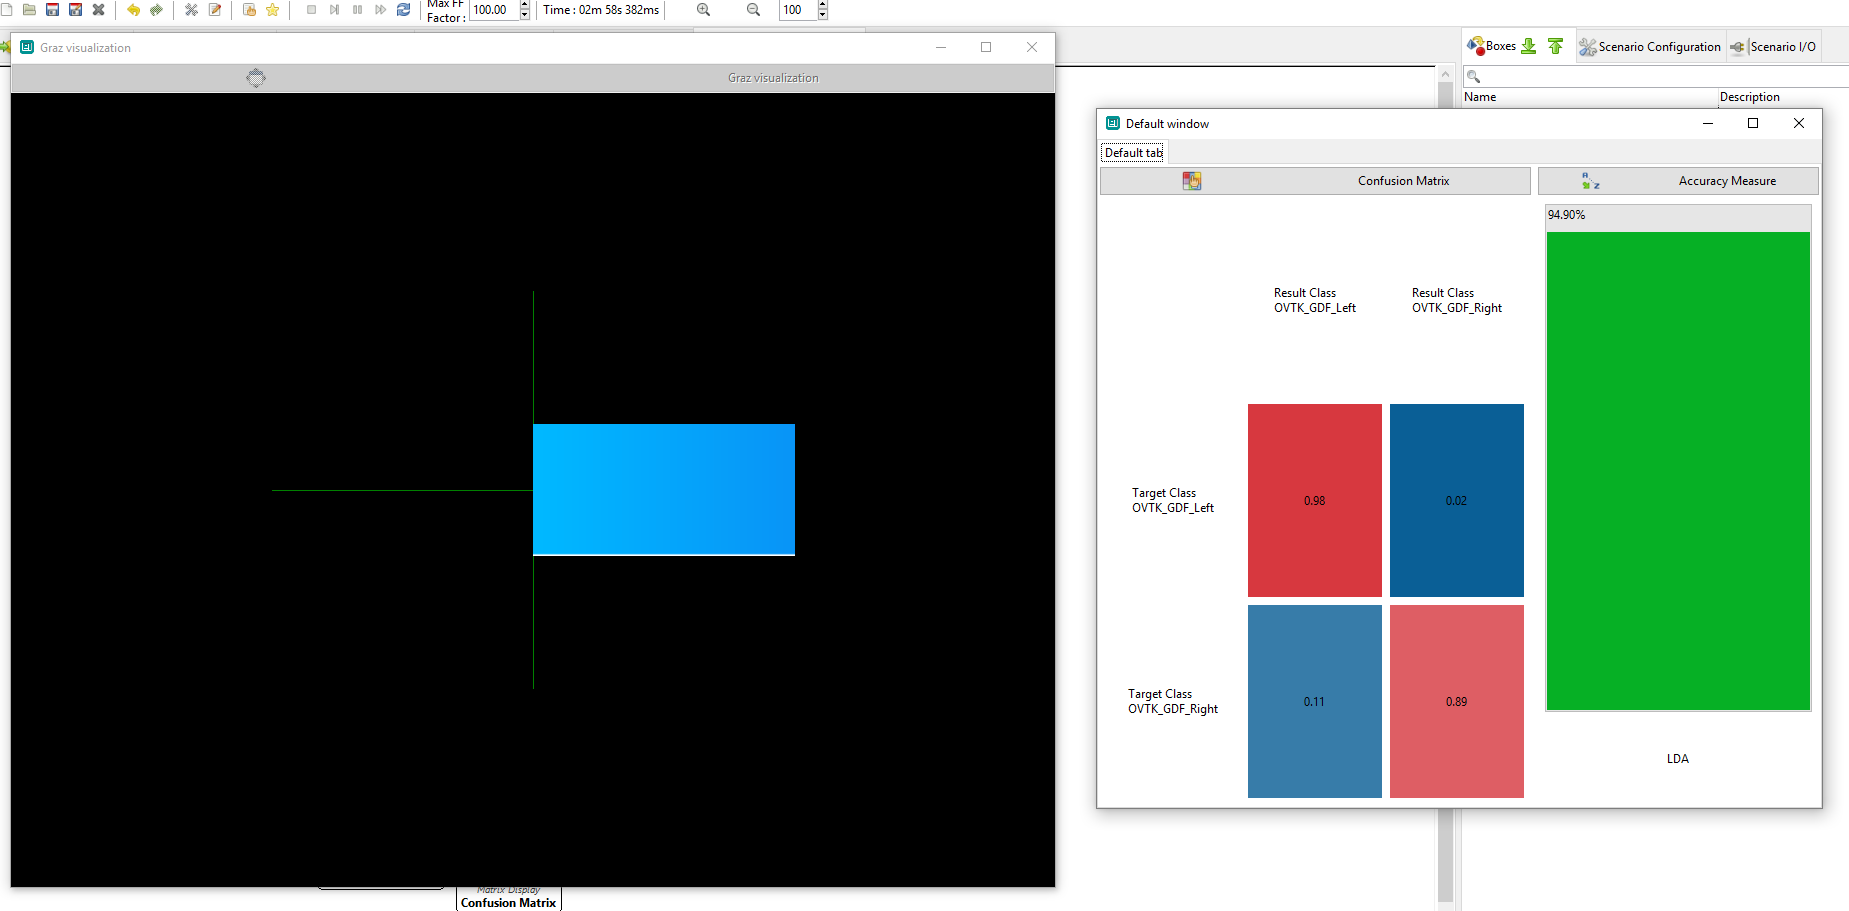 Max FF
Factor :
100.00
Time : 02m 58s 382ms
100
Graz visualization
Graz visualization
Boxes
Scenario Configuration
Scenario I/O
Name
Description
Default window
Default tab
Confusion Matrix
Accuracy Measure
94.90%
Result Class
OVTK_GDF_Left
Result Class
OVTK_GDF_Right
Target Class
OVTK_GDF_Left
0.98
0.02
Target Class
OVTK_GDF_Right
0.11
0.89
LDA
Matrix Display
Confusion Matrix